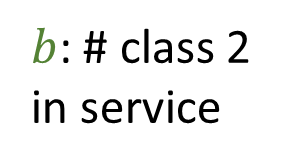 b: # class 2
in service